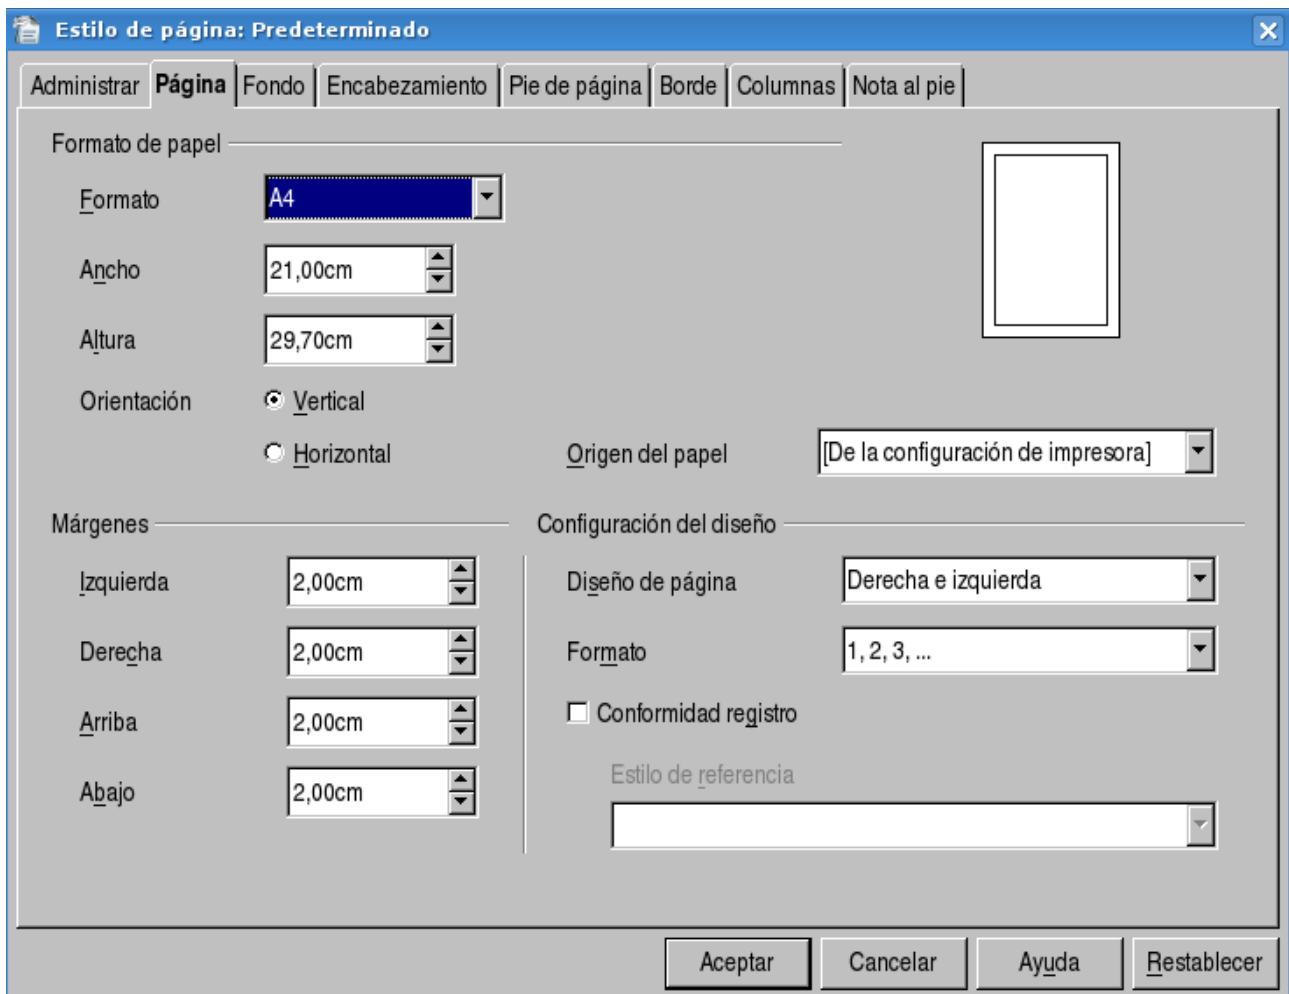 Estilo de página: Predeterminado
Administrar Página Fondo Encabezamiento Pie de página Borde Columnas Nota al pie
Formato de papel
Formato A4
Ancho 21,00cm
Altura 29,70cm
Orientación Vertical
Horizontal Origen del papel [De la configuración de impresora]
Márgenes Configuración del diseño
Izquierda 2,00cm Diseño de página Derecha e izquierda
Derecha 2,00cm Formato 1, 2, 3, ...
Arriba 2,00cm Conformidad registro
Estilo de referencia
Abajo 2,00cm
Aceptar Cancelar Ayuda Restablecer